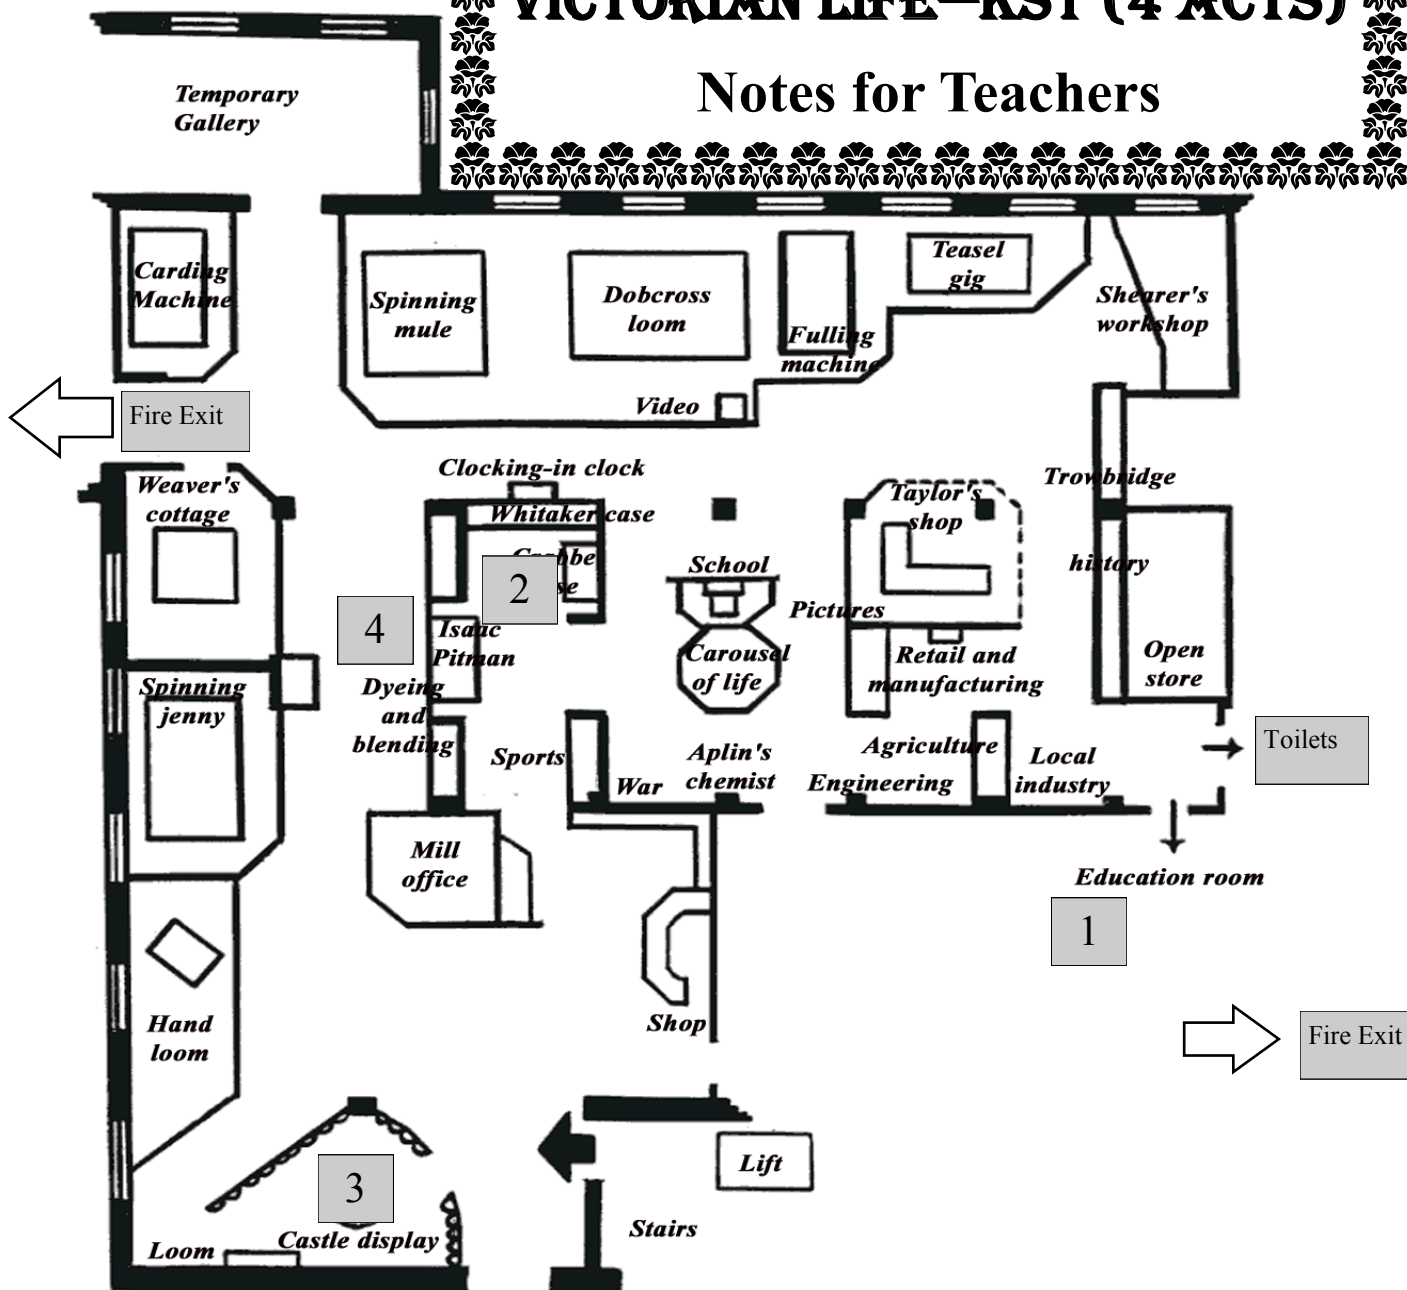 VICTORIAN LIFE—KS1 (4 ACTS)
Notes for Teachers
Temporary
Gallery
Carding
Machine
Spinning
mule
Dobcross
loom
Fulling
machine
Teasel
gig
Shearer's
workshop
Video
Fire Exit
Weaver's
cottage
Clocking-in clock
Whitaker case
2
4
Isaac
Pitman
School
Pictures
Carousel
of life
Taylor's
shop
Trowbridge
history
Retail and
manufacturing
Open
store
Spinning
jenny
Dyeing
and
blending
Sports
War
Aplin's
chemist
Agriculture
Engineering
Local
industry
Toilets
Mill
office
Education room
1
Shop
Hand
loom
Fire Exit
Lift
3
Stairs
Castle display
Loom